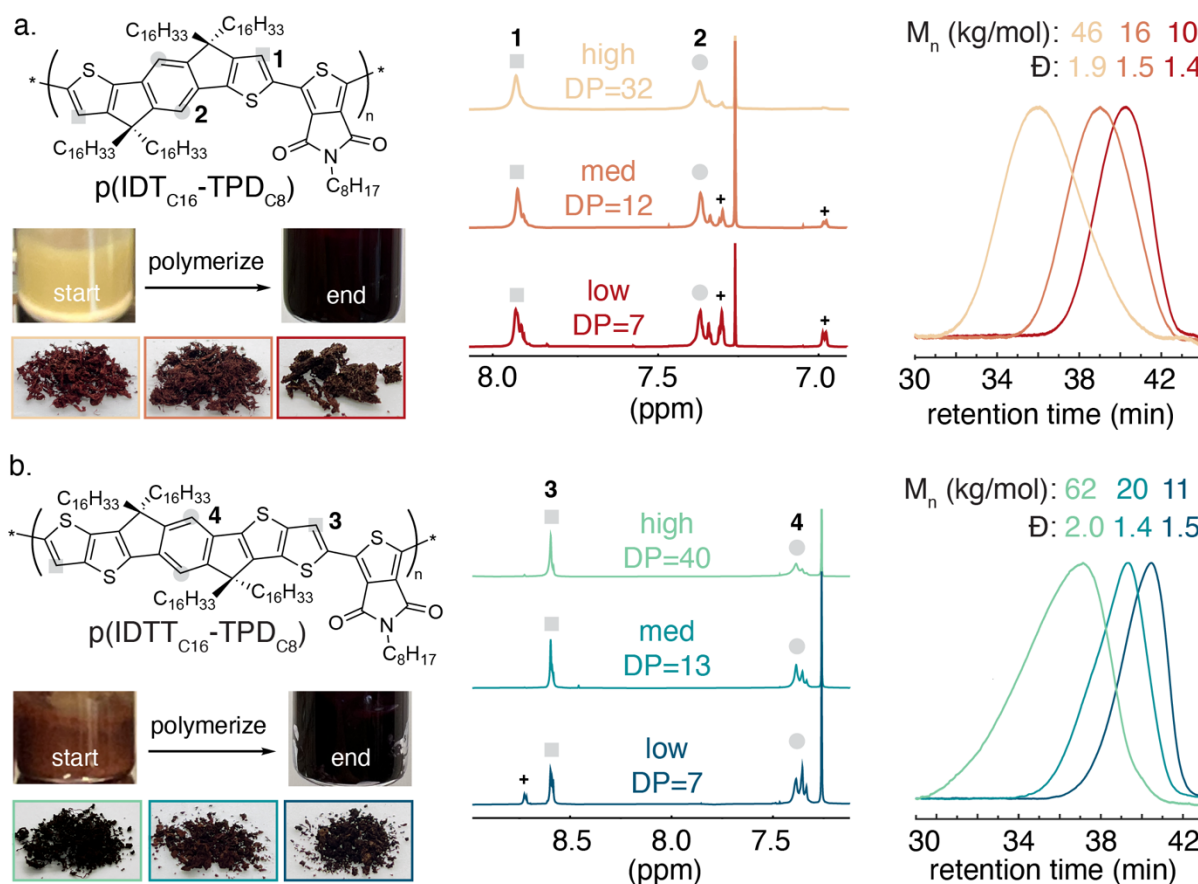 a.
C16H33 C16H33
S
1
S
S
*
*
n
2
C16H33
C16H33
O
N
O
C8H17
p(IDTC16-TPDC8)
start
polymerize
end
1
2
high
DP=32
med
DP=12
+
+
low
DP=7
+
+
8.0 7.5 7.0
(ppm)
Mn (kg/mol): 46 16 10
Đ: 1.9 1.5 1.4
30 34 38 42
retention time (min)
b.
C16H33
C16H33
4
S
S
3
S
*
*
n
S
S
C16H33
C16H33
O
N
O
C8H17
p(IDTTC16-TPDC8)
start
polymerize
end
3
4
high
DP=40
med
DP=13
low
DP=7
+
8.5 8.0 7.5
(ppm)
Mn (kg/mol): 62 20 11
Đ: 2.0 1.4 1.5
30 34 38 42
retention time (min)